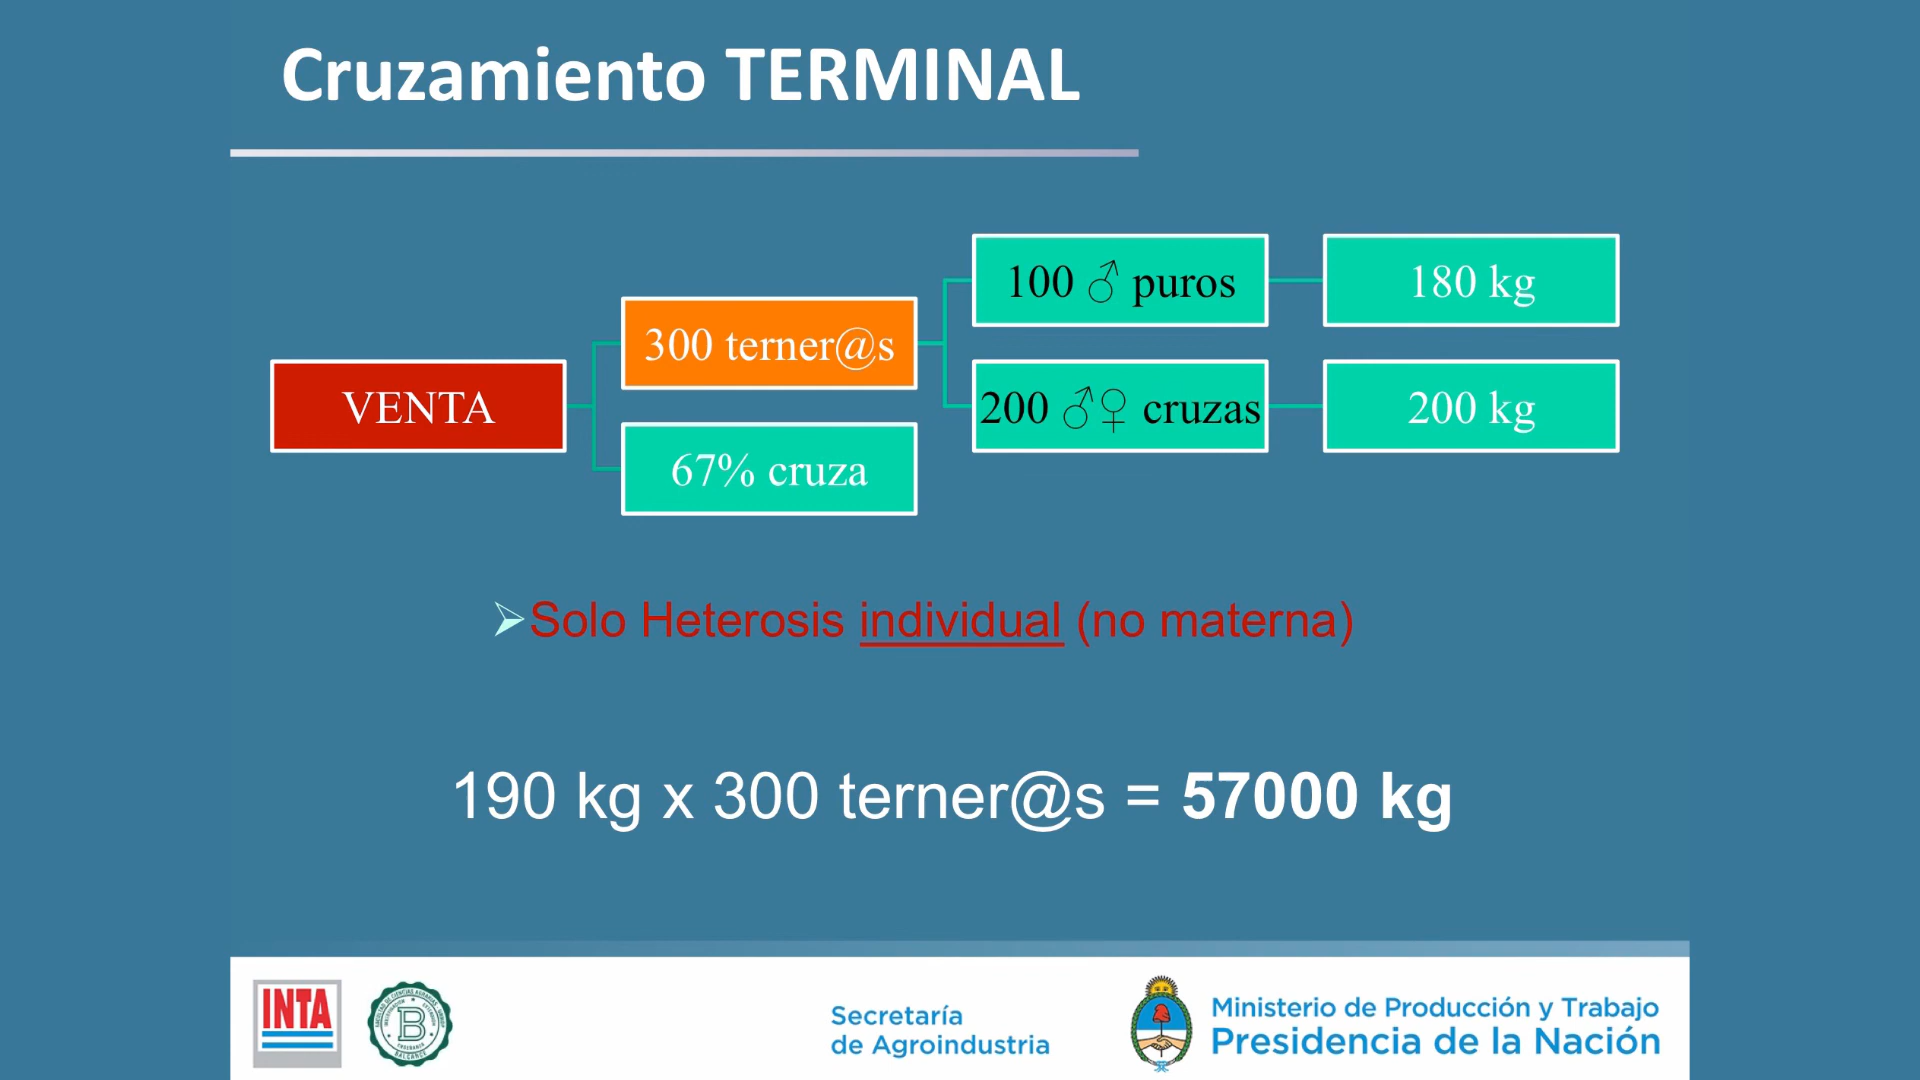 Cruzamiento TERMINAL
VENTA
300 terner@s
67% cruza
100 ♂ puros
180 kg
200 ♂♀ cruzas
200 kg
➢Solo Heterosis individual (no materna)
190 kg x 300 terner@s = 57000 kg
INTA
B
BALCARCE
Secretaría
de Agroindustria
Ministerio de Producción y Trabajo
Presidencia de la Nación